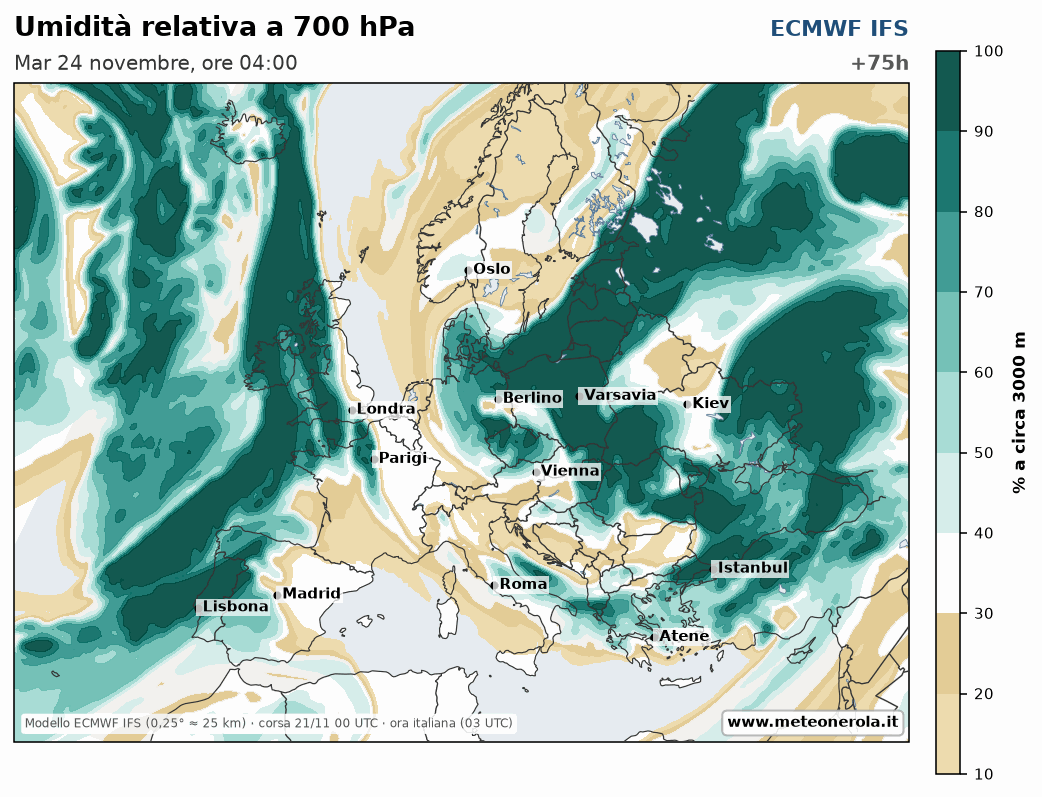 Umidità relativa a 700 hPa
ECMWF IFS
Mar 24 novembre, ore 04:00
+75h
Oslo
Londra
Berlino
Varsavia
Kiev
Parigi
Vienna
Istanbul
Roma
Madrid
Lisbona
Atene
Modello ECMWF IFS (0,25° ≈ 25 km) · corsa 21/11 00 UTC · ora italiana (03 UTC)
www.meteonerola.it
100
90
80
70
60
50
40
30
20
10
% a circa 3000 m